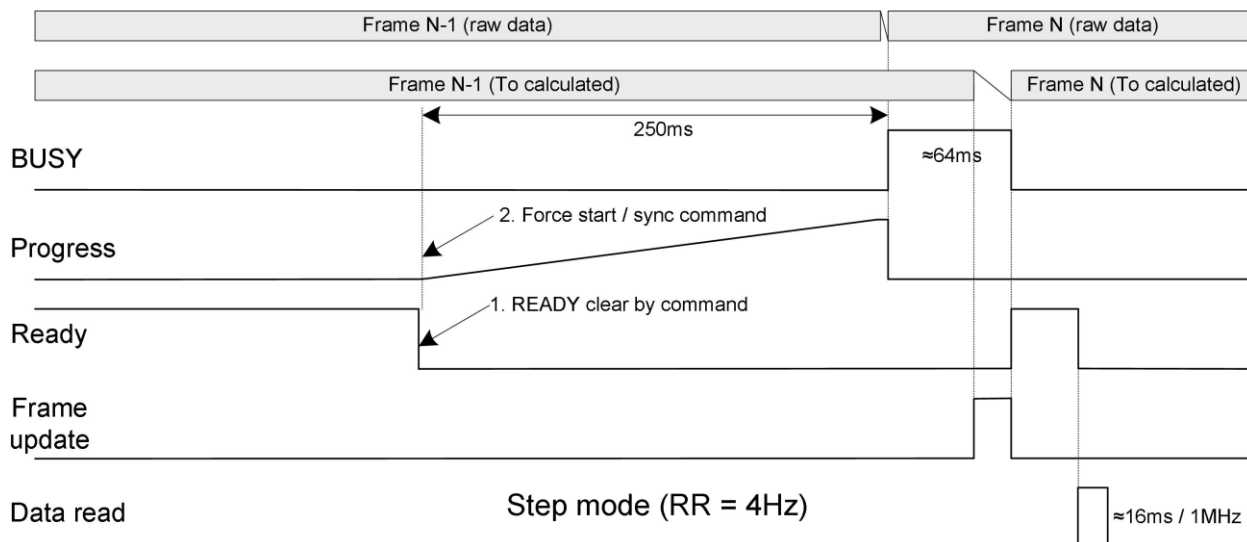 Frame N-1 (raw data)
Frame N (raw data)
Frame N-1 (To calculated)
Frame N (To calculated)
250ms
BUSY
≈64ms
2. Force start / sync command
Progress
1. READY clear by command
Ready
Frame
update
Step mode (RR = 4Hz)
Data read
≈16ms / 1MHz